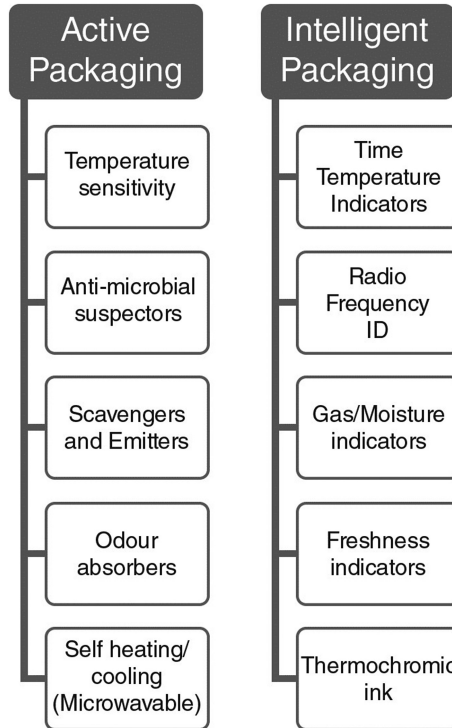 Active
Packaging
Temperature
sensitivity
Anti-microbial
suspectors
Scavengers
and Emitters
Odour
absorbers
Self heating/
cooling
(Microwavable)
Intelligent
Packaging
Time
Temperature
Indicators
Radio
Frequency
ID
Gas/Moisture
indicators
Freshness
indicators
Thermochromic
ink